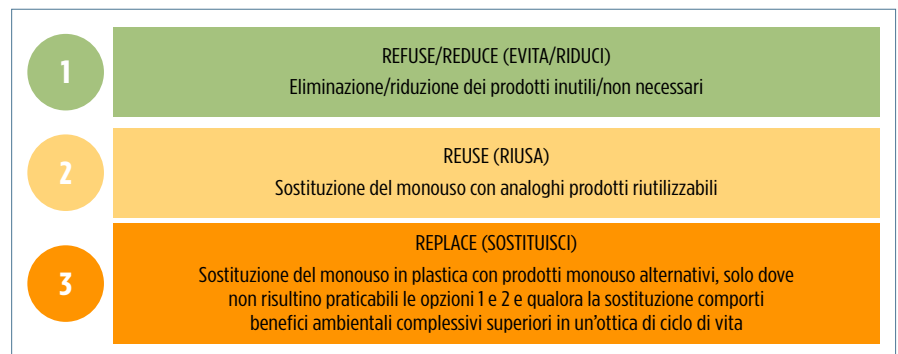 1
REFUSE/REDUCE (EVITA/RIDUCI)
Eliminazione/riduzione dei prodotti inutili/non necessari
2
REUSE (RIUSA)
Sostituzione del monouso con analoghi prodotti riutilizzabili
3
REPLACE (SOSTITUISCI)
Sostituzione del monouso in plastica con prodotti monouso alternativi, solo dove
non risultino praticabili le opzioni 1 e 2 e qualora la sostituzione comporti
benefici ambientali complessivi superiori in un'ottica di ciclo di vita